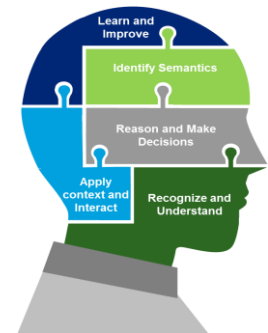 Learn and
Improve
Identify Semantics
Reason and Make
Decisions
Apply
context and
Interact
Recognize and
Understand